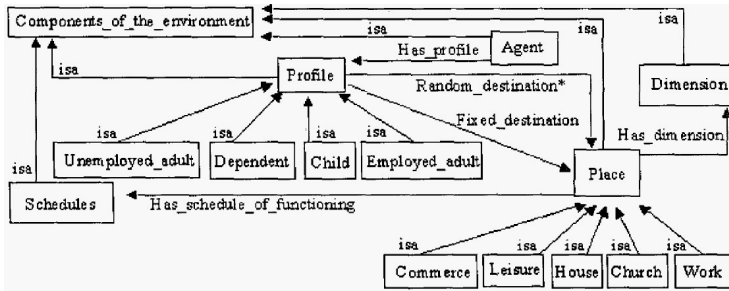 Components_of_the_environment
isa
isa
Agent
isa
Has_profile
isa
isa
Profile
Random_destination*
Dimension
Fixed_destination
isa
isa
isa
isa
Has_dimension
Unemployed_adult
Dependent
Child
Employed_adult
isa
Place
Schedules
Has_schedule_of_functioning
isa
isa
isa
isa
isa
Commerce
Leisure
House
Church
Work